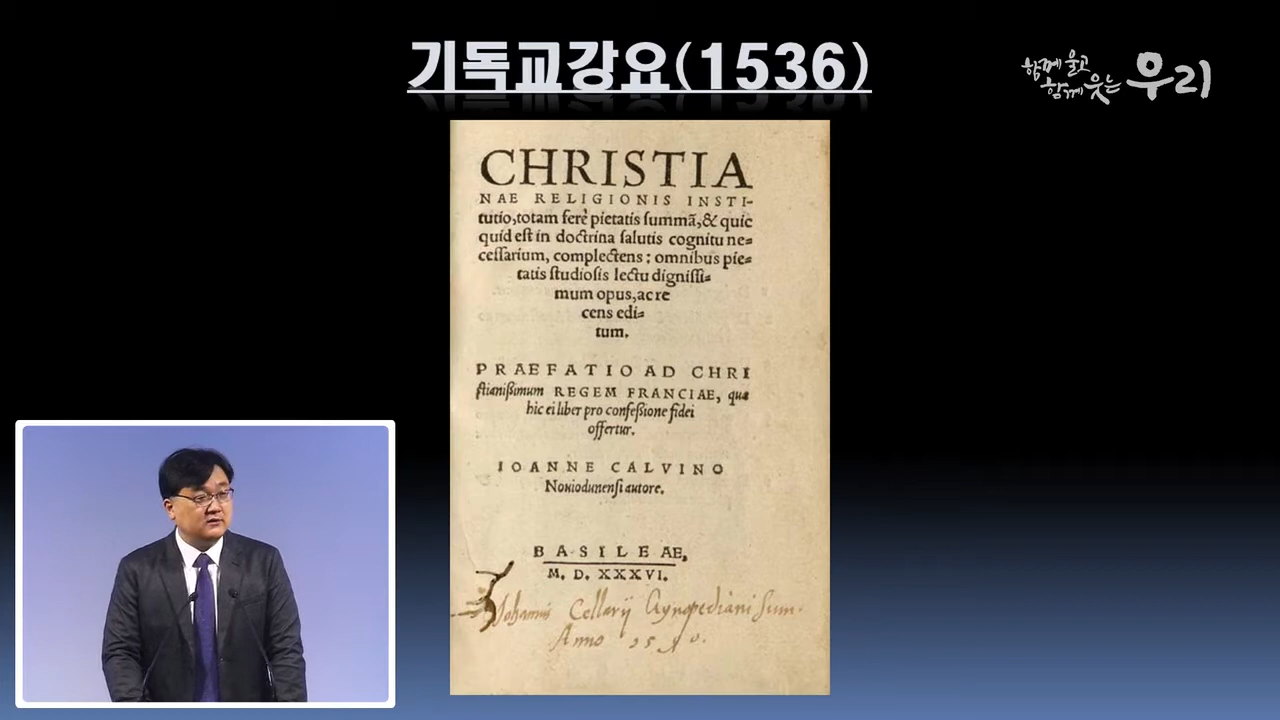 기독교강요(1536)
함께 울고
함께 웃는 우리
CHRISTIA
NAE RELIGIONIS INSTI-
tutio,totam ferè pietatis ſummã,& quic
quid eſt in doctrina ſalutis cognitu ne=
ceſſarium, complectens : omnibus pie=
tatis ſtudioſis lectu digniſſi=
mum opus,ac re
cens edi=
tum.
PRAEFATIO AD CHRI
ſtianißimum REGEM FRANCIAE, qua
hic ei liber pro confeßione fidei
offertur.
IOANNE CALVINO
Nouiodunenſi autore.
BASILEAE,
M. D. XXXVI.
Johannis Cellarij
Anno